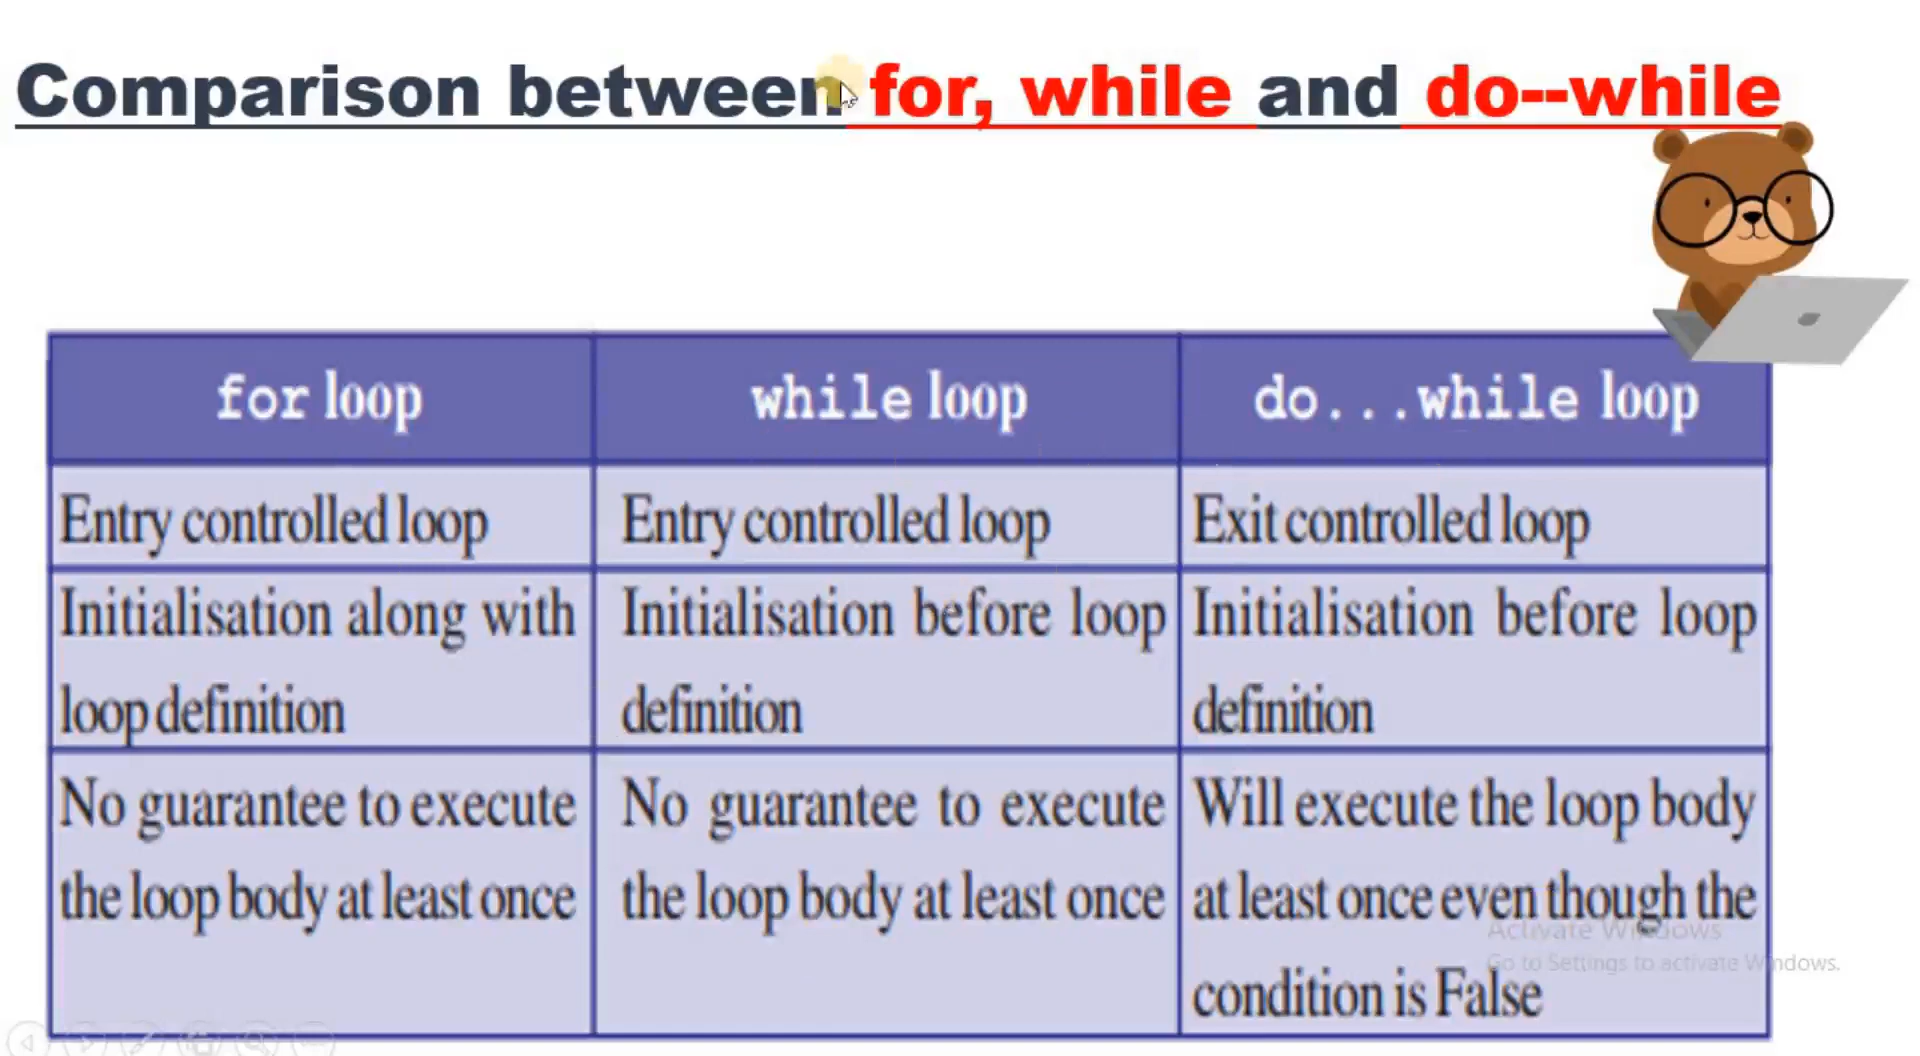 Comparison between for, while and do--while
for loop
while loop
do...while loop
Entry controlled loop
Entry controlled loop
Exit controlled loop
Initialisation along with
loop definition
Initialisation before loop
definition
Initialisation before loop
definition
No guarantee to execute
the loop body at least once
No guarantee to execute
the loop body at least once
Will execute the loop body
at least once even though the
condition is False
Activate Windows
Go to Settings to activate Windows.